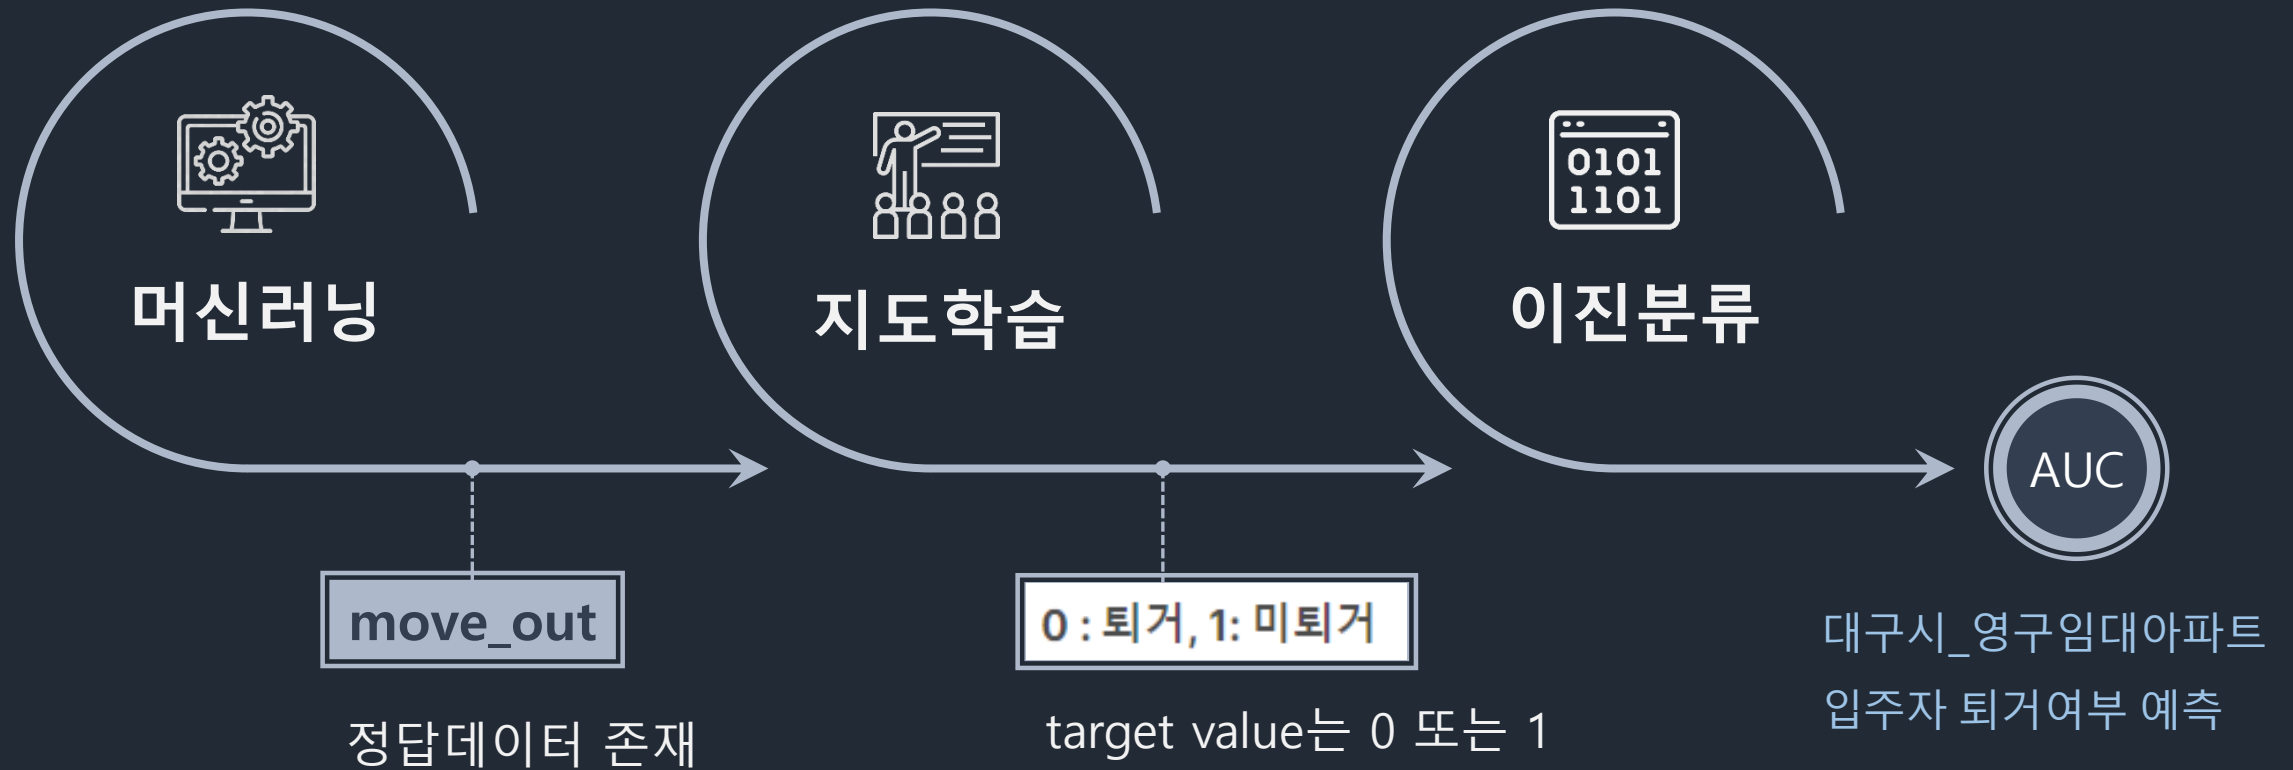 0101
1101
머신러닝
지도학습
이진분류
AUC
move_out
0 : 퇴거, 1: 미퇴거
정답데이터 존재
target value는 0 또는 1
대구시_영구임대아파트
입주자 퇴거여부 예측